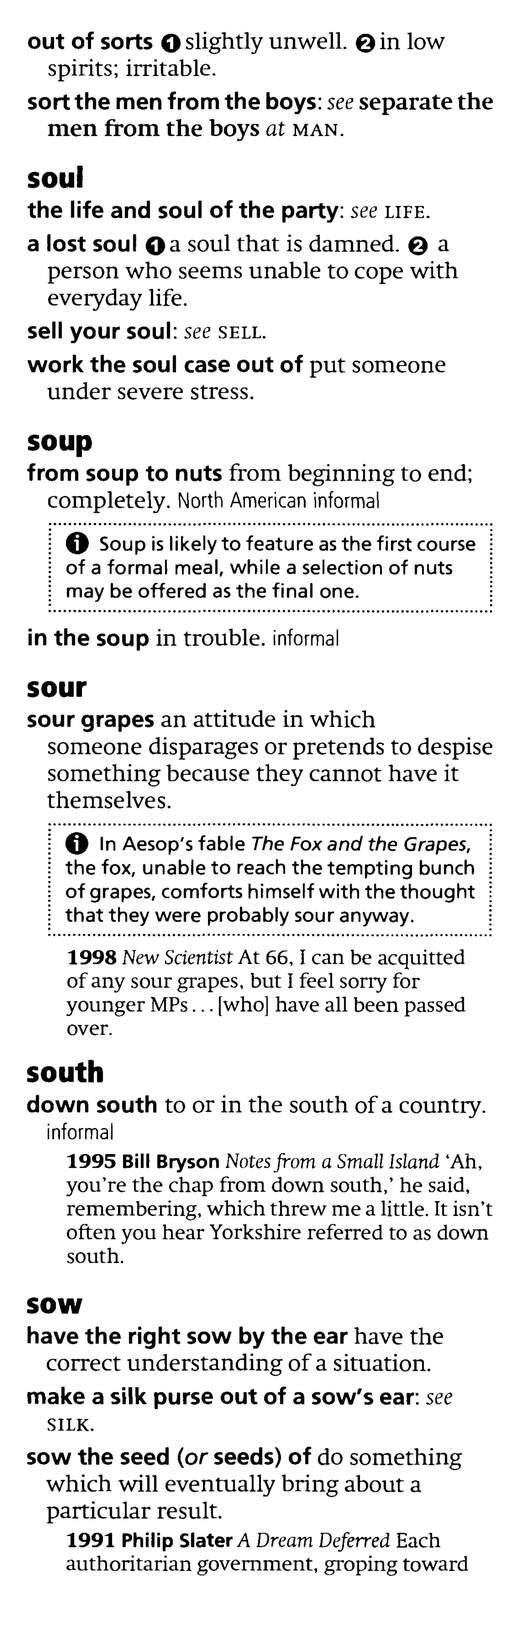 out of sorts ❶ slightly unwell. ❷ in low
spirits; irritable.
sort the men from the boys: see separate the
men from the boys at MAN.
soul
the life and soul of the party: see LIFE.
a lost soul ❶ a soul that is damned. ❷ a
person who seems unable to cope with
everyday life.
sell your soul: see SELL.
work the soul case out of put someone
under severe stress.
soup
from soup to nuts from beginning to end;
completely. North American informal
ℹ Soup is likely to feature as the first course
of a formal meal, while a selection of nuts
may be offered as the final one.
in the soup in trouble. informal
sour
sour grapes an attitude in which
someone disparages or pretends to despise
something because they cannot have it
themselves.
ℹ In Aesop's fable The Fox and the Grapes,
the fox, unable to reach the tempting bunch
of grapes, comforts himself with the thought
that they were probably sour anyway.
1998 New Scientist At 66, I can be acquitted
of any sour grapes, but I feel sorry for
younger MPs... [who] have all been passed
over.
south
down south to or in the south of a country.
informal
1995 Bill Bryson Notes from a Small Island ‘Ah,
you're the chap from down south,’ he said,
remembering, which threw me a little. It isn't
often you hear Yorkshire referred to as down
south.
sow
have the right sow by the ear have the
correct understanding of a situation.
make a silk purse out of a sow's ear: see
SILK.
sow the seed (or seeds) of do something
which will eventually bring about a
particular result.
1991 Philip Slater A Dream Deferred Each
authoritarian government, groping toward